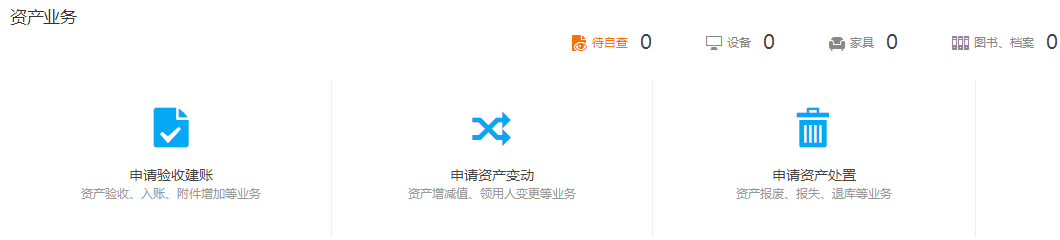 资产业务
待自查 0 设备 0 家具 0 图书、档案 0
申请验收建账 申请资产变动 申请资产处置
资产验收、入账、附件增加等业务 资产增减值、领用人变更等业务 资产报废、报失、退库等业务